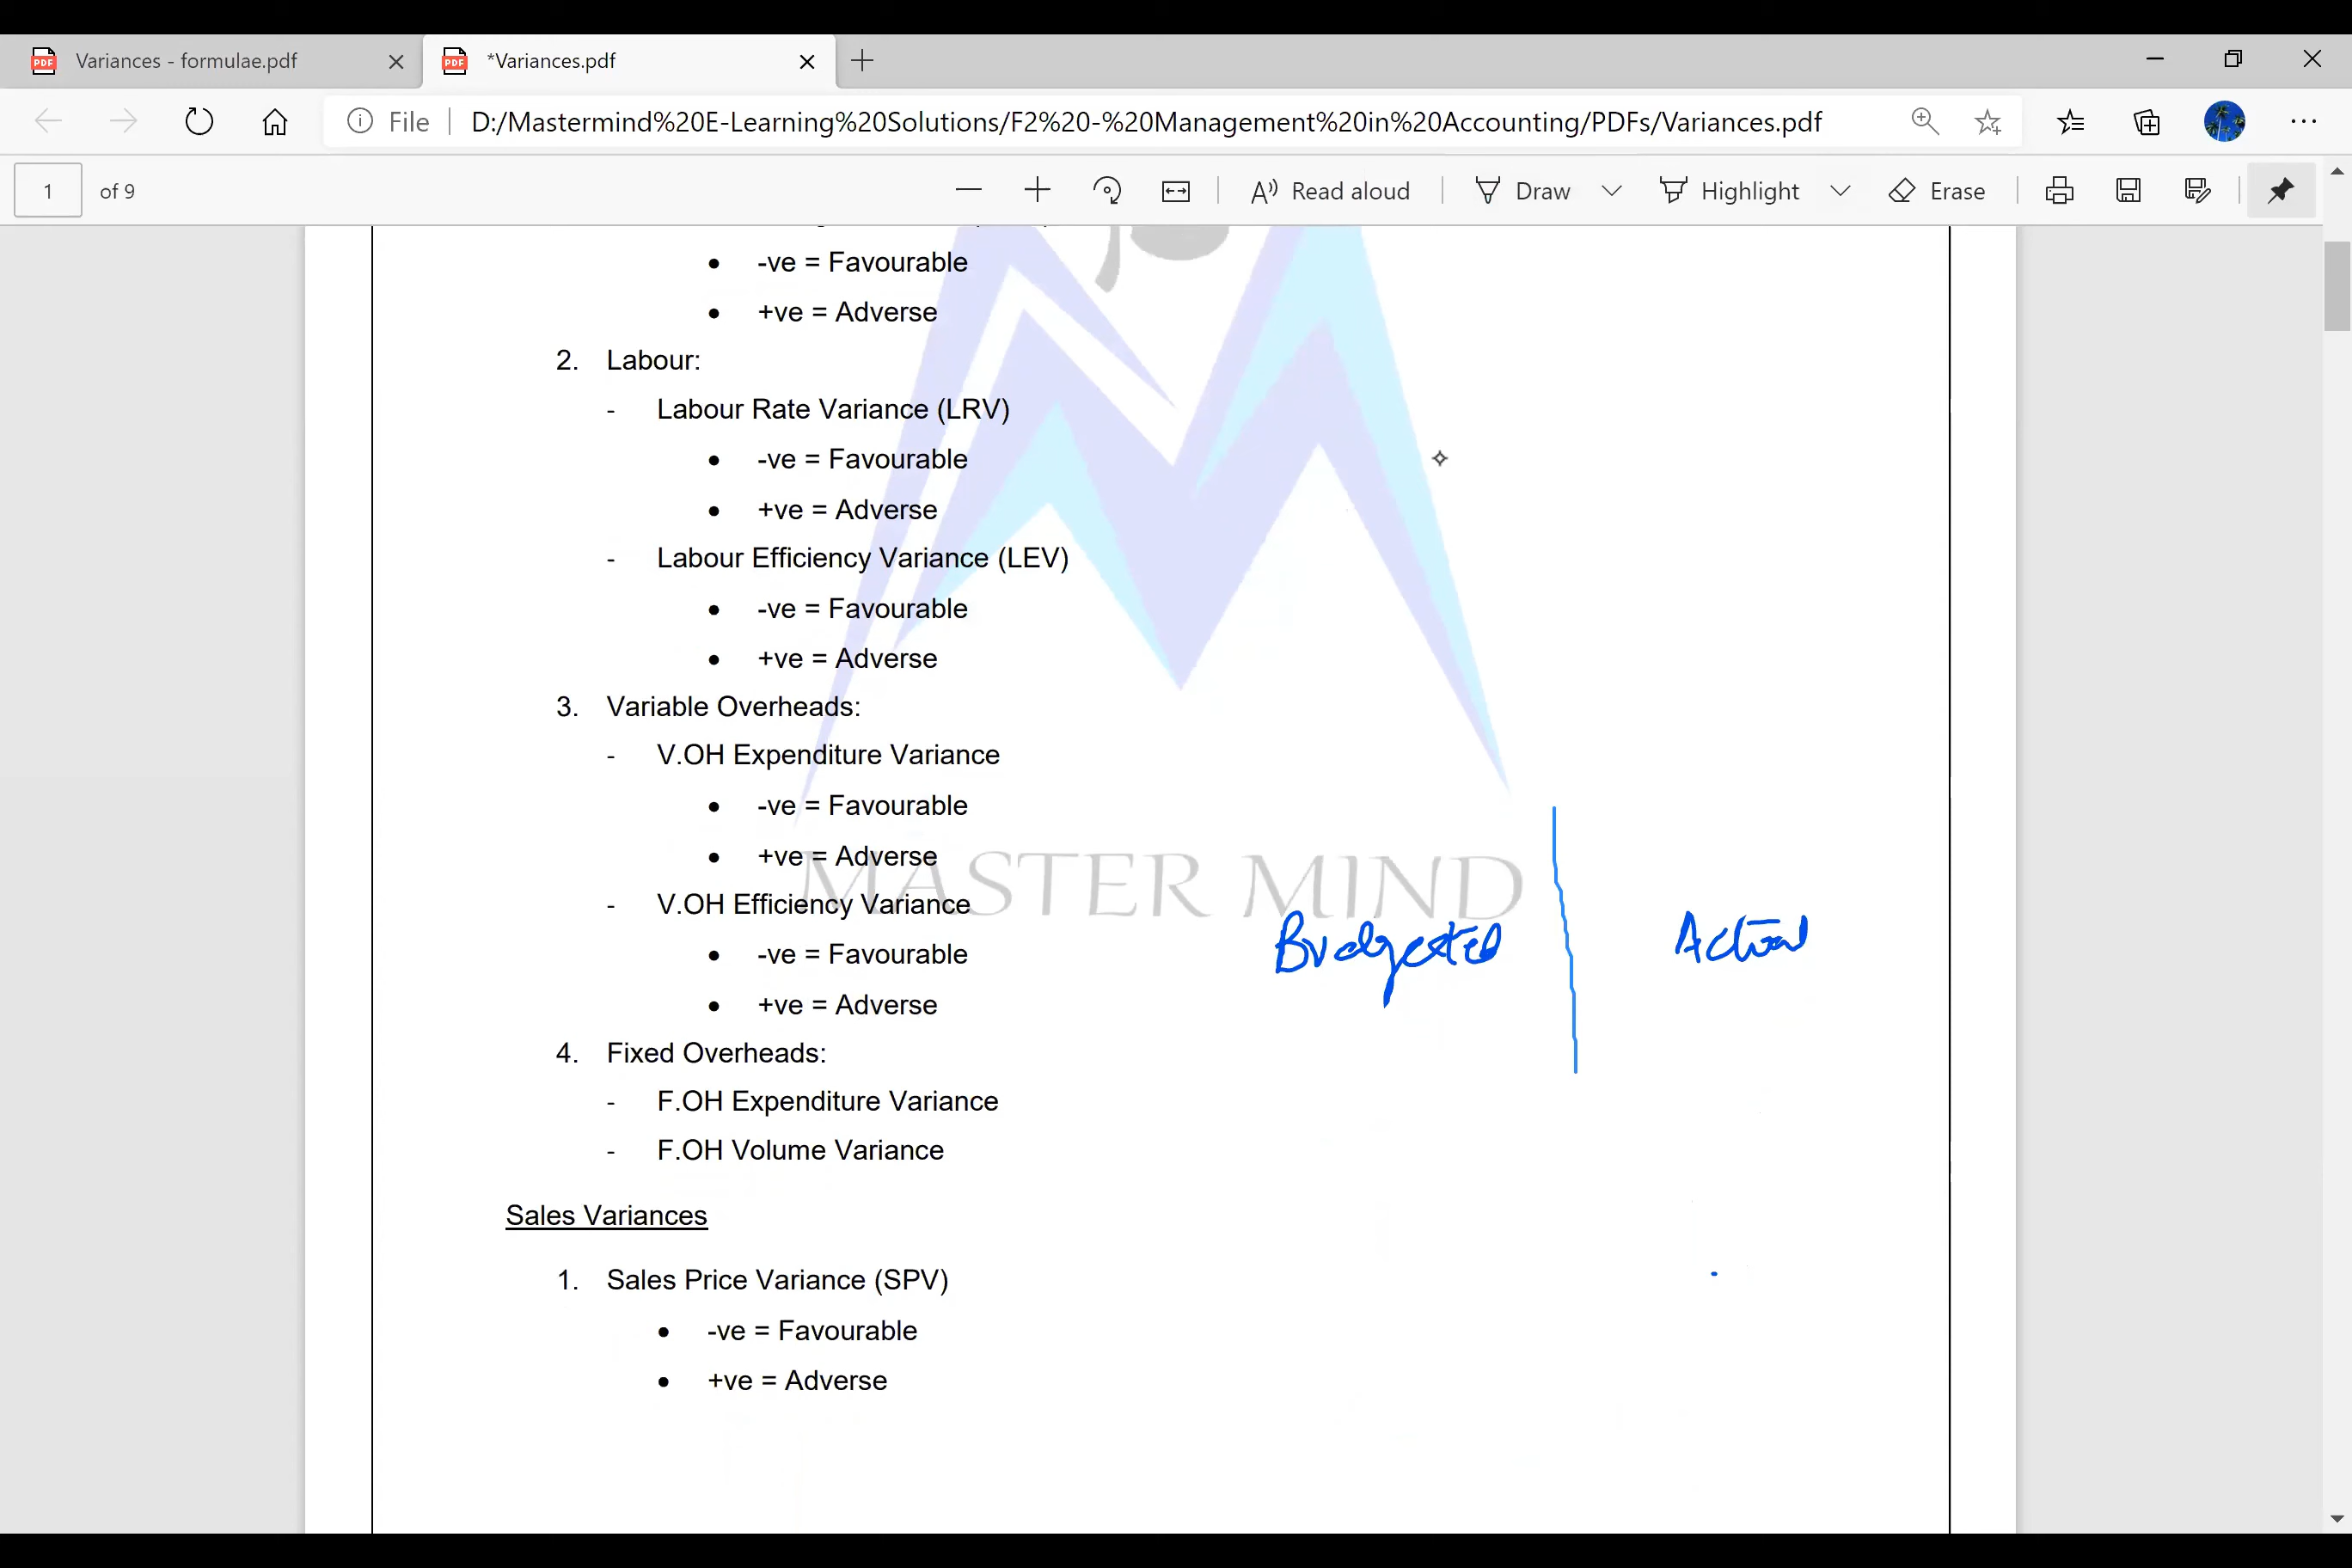 Variances - formulae.pdf
*Variances.pdf
File
D:/Mastermind%20E-Learning%20Solutions/F2%20-%20Management%20in%20Accounting/PDFs/Variances.pdf
1 of 9
Read aloud
Draw
Highlight
Erase
• -ve = Favourable
• +ve = Adverse
2. Labour:
- Labour Rate Variance (LRV)
• -ve = Favourable
• +ve = Adverse
- Labour Efficiency Variance (LEV)
• -ve = Favourable
• +ve = Adverse
3. Variable Overheads:
- V.OH Expenditure Variance
• -ve = Favourable
• +ve = Adverse
MASTER MIND
- V.OH Efficiency Variance
Budgeted
Actual
• -ve = Favourable
• +ve = Adverse
4. Fixed Overheads:
- F.OH Expenditure Variance
- F.OH Volume Variance
Sales Variances
1. Sales Price Variance (SPV)
• -ve = Favourable
• +ve = Adverse